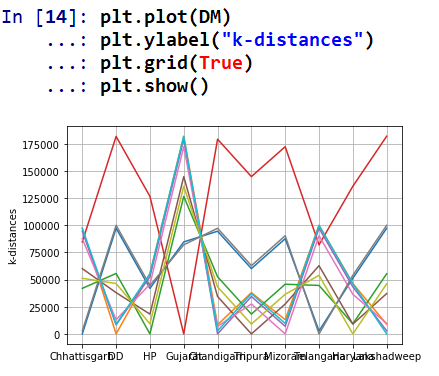 In [14]: plt.plot(DM)
...: plt.ylabel("k-distances")
...: plt.grid(True)
...: plt.show()
175000
150000
125000
100000
75000
50000
25000
0
k-distances
Chhattisgarh DD HP Gujarat Chandigarh Tripura Mizoram Telangana Haryana Lakshadweep